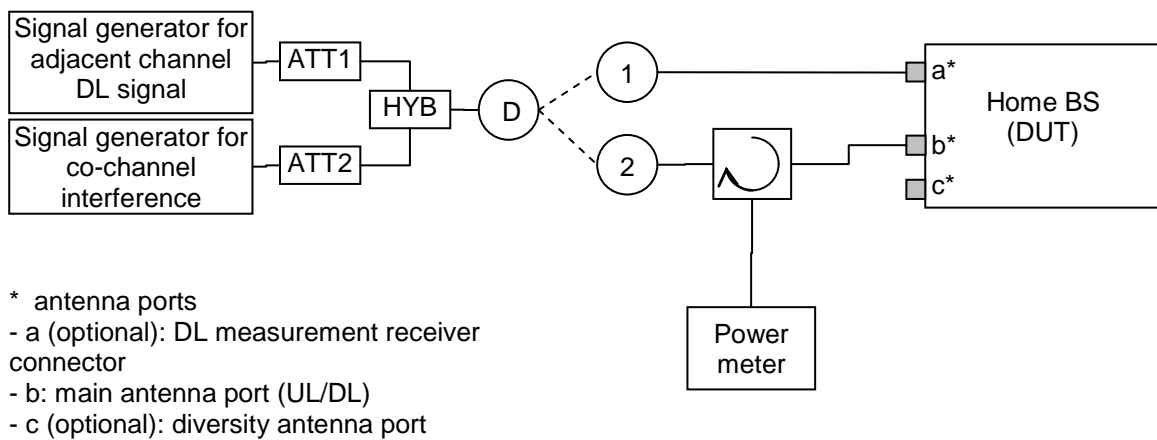 Signal generator for
adjacent channel
DL signal
ATT1
HYB
D
1
2
a*
b*
c*
Home BS
(DUT)
Signal generator for
co-channel
interference
ATT2
Power
meter
* antenna ports
- a (optional): DL measurement receiver
connector
- b: main antenna port (UL/DL)
- c (optional): diversity antenna port